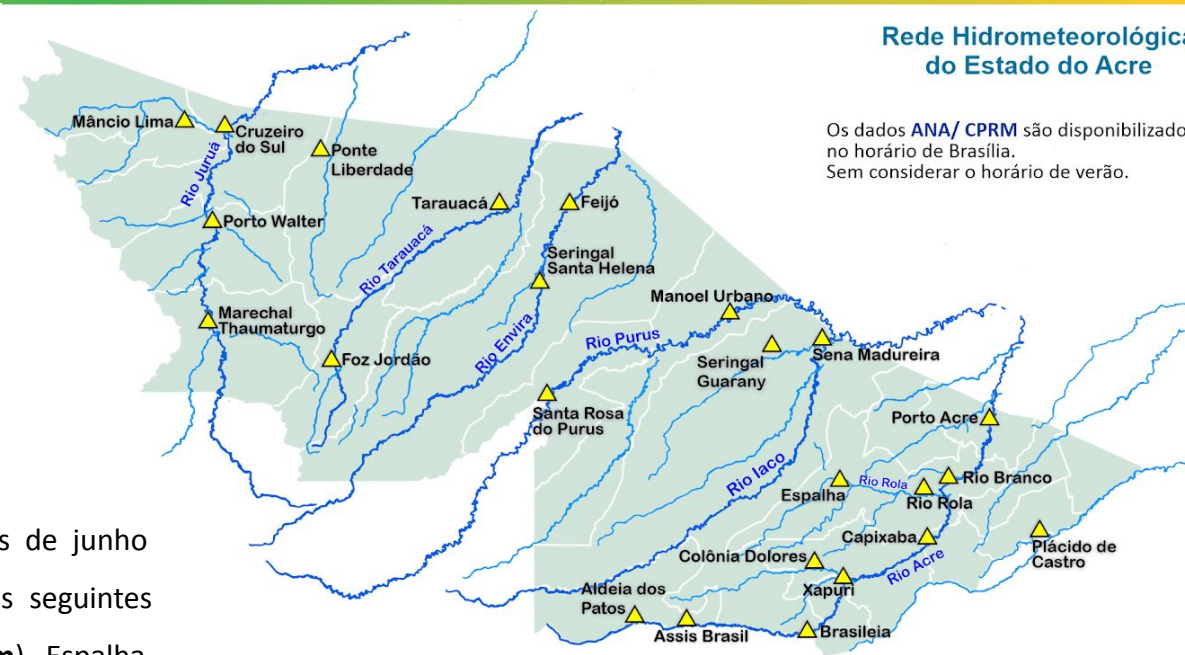 Rede Hidrometeorológica
do Estado do Acre
Os dados ANA/ CPRM são disponibilizado
no horário de Brasília.
Sem considerar o horário de verão.
Mâncio Lima
Cruzeiro
do Sul
Ponte
Liberdade
Rio Juruá
Porto Walter
Tarauacá
Feijó
Rio Tarauacá
Seringal
Santa Helena
Marechal
Thaumaturgo
Foz Jordão
Rio Envira
Manoel Urbano
Rio Purus
Seringal
Guarany
Sena Madureira
Santa Rosa
do Purus
Porto Acre
Rio Iaco
Espalha
Rio Rola
Rio Rola
Rio Branco
Capixaba
Plácido de
Castro
Colônia Dolores
Rio Acre
Xapuri
Aldeia dos
Patos
Assis Brasil
Brasileia
s de junho
s seguintes
Espalha